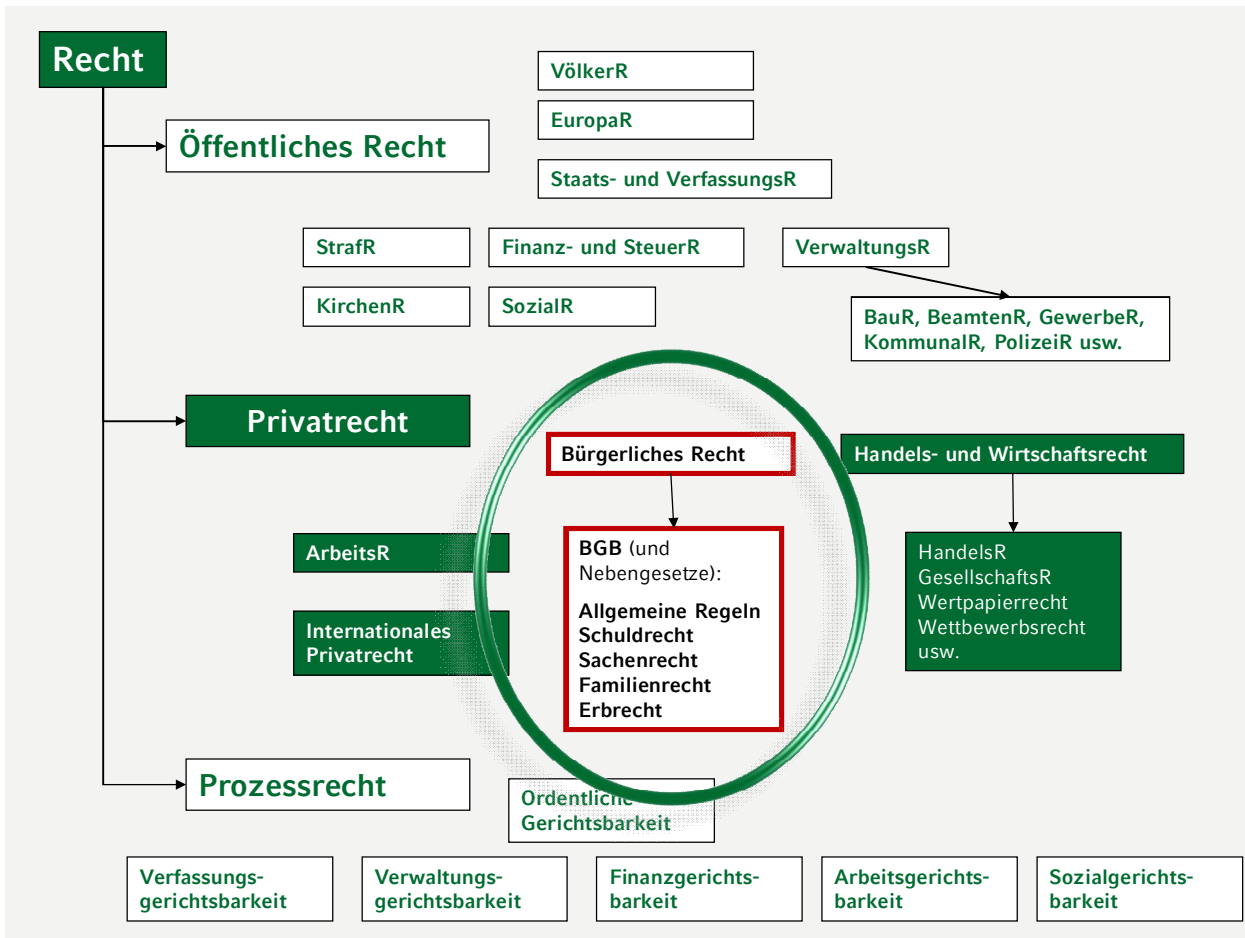 Recht
VölkerR
EuropaR
Öffentliches Recht
Staats- und VerfassungsR
StrafR
Finanz- und SteuerR
VerwaltungsR
KirchenR
SozialR
BauR, BeamtenR, GewerbeR,
KommunalR, PolizeiR usw.
Privatrecht
Bürgerliches Recht
Handels- und Wirtschaftsrecht
ArbeitsR
Internationales
Privatrecht
BGB (und
Nebengesetze):
Allgemeine Regeln
Schuldrecht
Sachenrecht
Familienrecht
Erbrecht
HandelsR
GesellschaftsR
Wertpapierrecht
Wettbewerbsrecht
usw.
Prozessrecht
Ordentliche
Gerichtsbarkeit
Verfassungs-
gerichtsbarkeit
Verwaltungs-
gerichtsbarkeit
Finanzgerichts-
barkeit
Arbeitsgerichts-
barkeit
Sozialgerichts-
barkeit